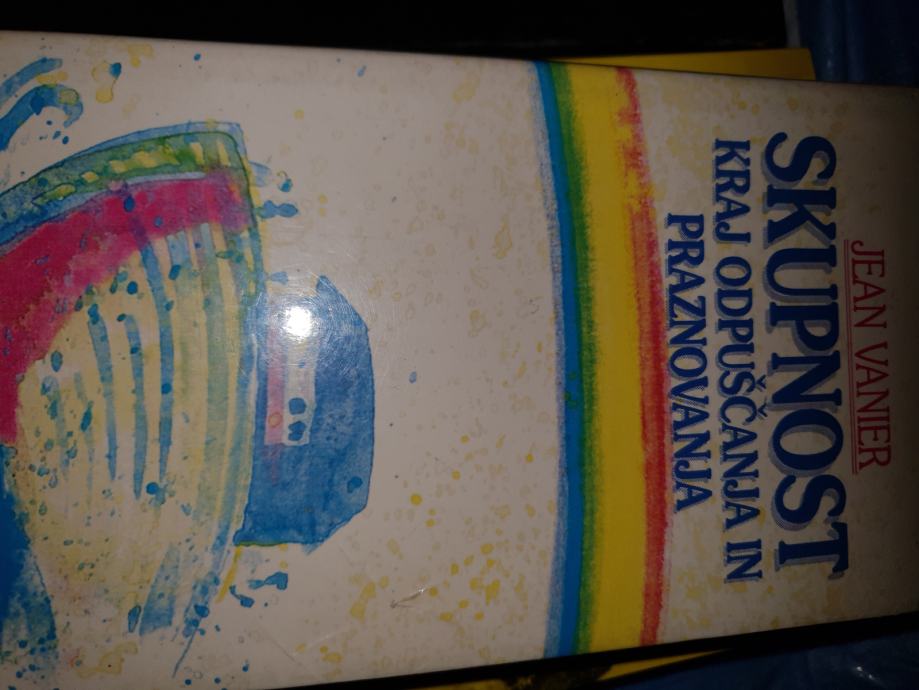 JEAN VANIER
SKUPNOST
KRAJ ODPUŠČANJA IN
PRAZNOVANJA